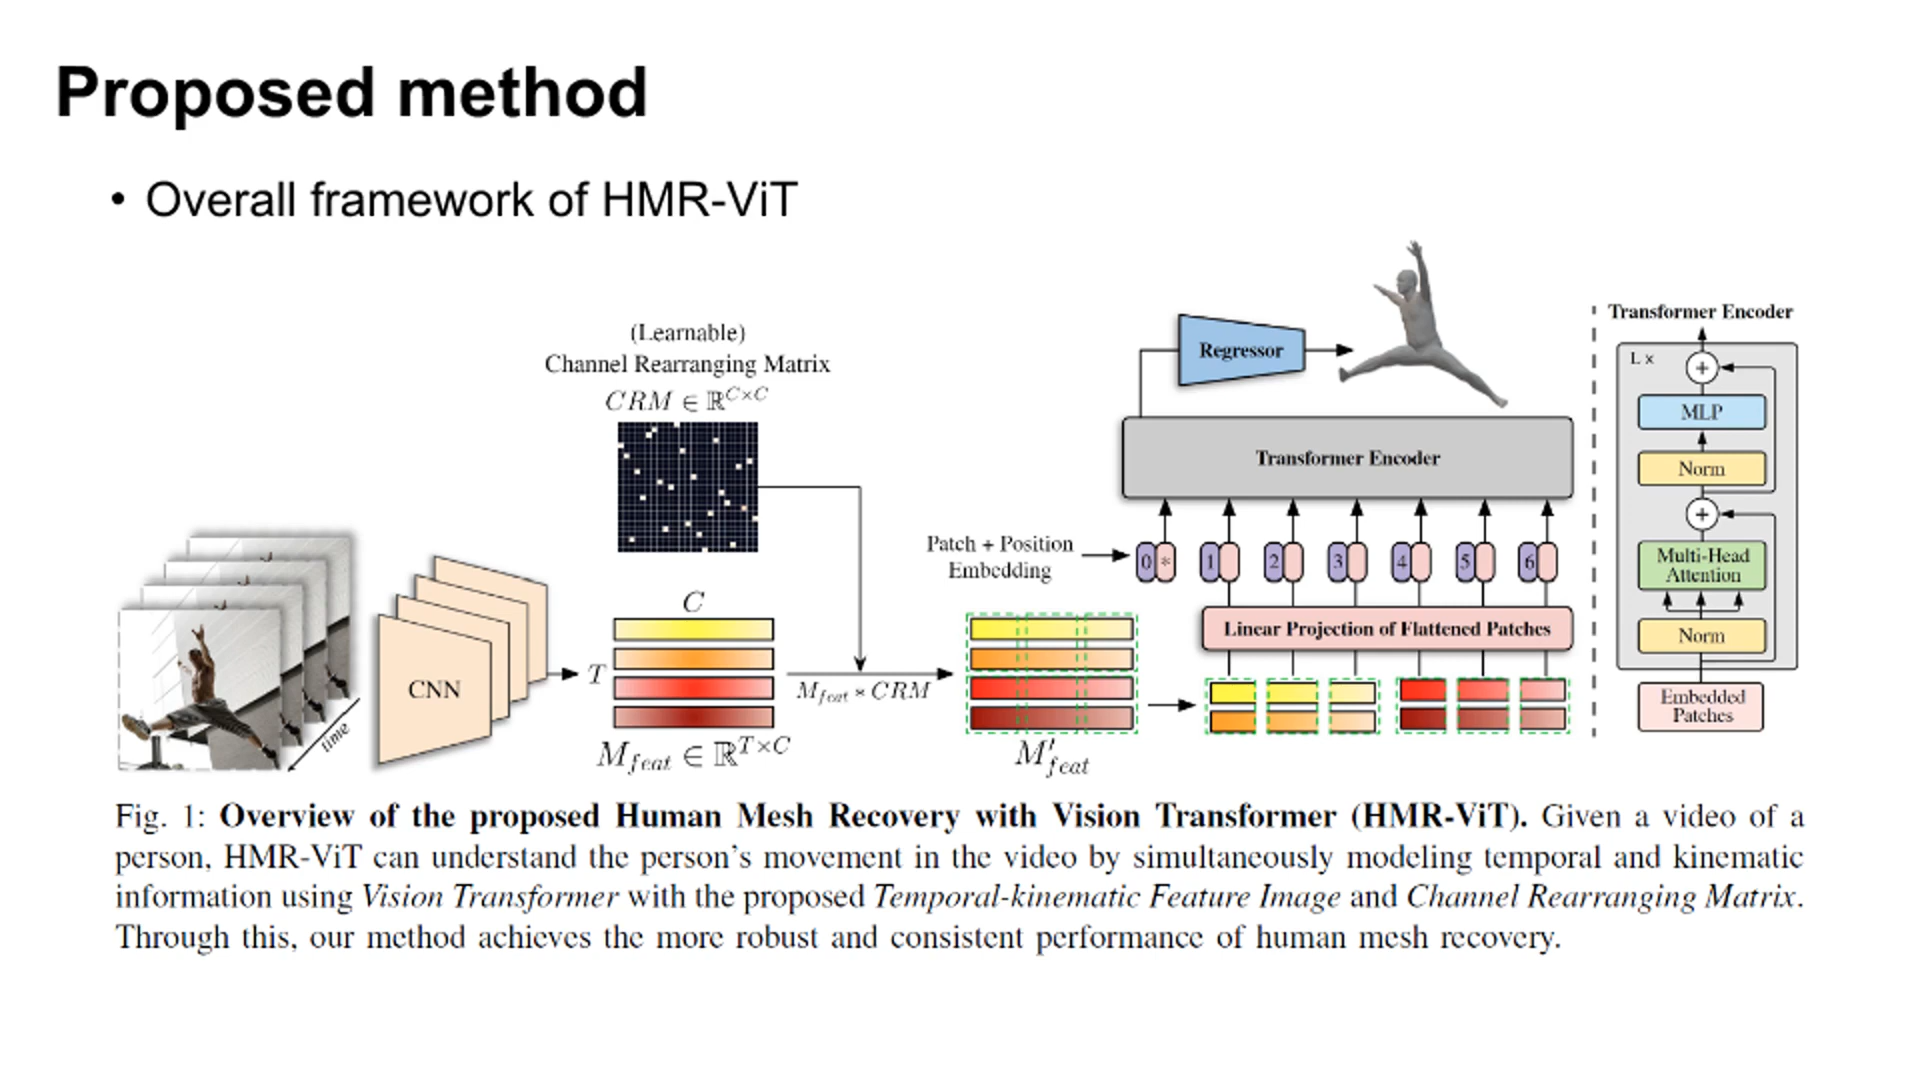 Proposed method
• Overall framework of HMR-ViT
(Learnable)
Channel Rearranging Matrix
CRM ∈ ℝ^{C×C}
time
CNN
C
T
M_{feat} ∈ ℝ^{T×C}
M_{feat} * CRM
M'_{feat}
Regressor
Transformer Encoder
Patch + Position
Embedding
0 * 1 2 3 4 5 6
Linear Projection of Flattened Patches
Transformer Encoder
L x
+
MLP
Norm
+
Multi-Head
Attention
Norm
Embedded
Patches
Fig. 1: Overview of the proposed Human Mesh Recovery with Vision Transformer (HMR-ViT). Given a video of a
person, HMR-ViT can understand the person's movement in the video by simultaneously modeling temporal and kinematic
information using Vision Transformer with the proposed Temporal-kinematic Feature Image and Channel Rearranging Matrix.
Through this, our method achieves the more robust and consistent performance of human mesh recovery.